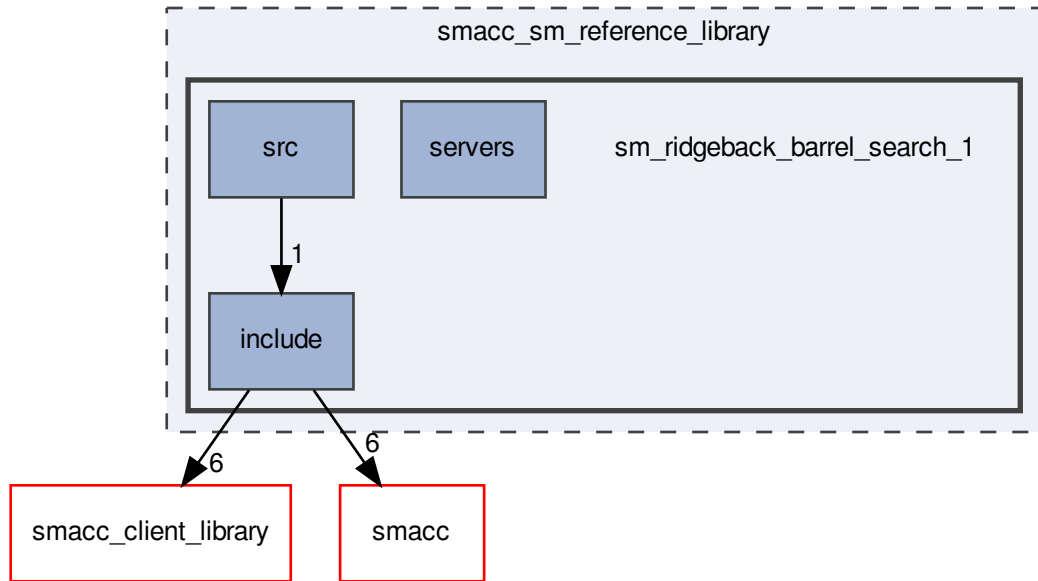 smacc_sm_reference_library
src
servers
sm_ridgeback_barrel_search_1
1
include
6
6
smacc_client_library
smacc